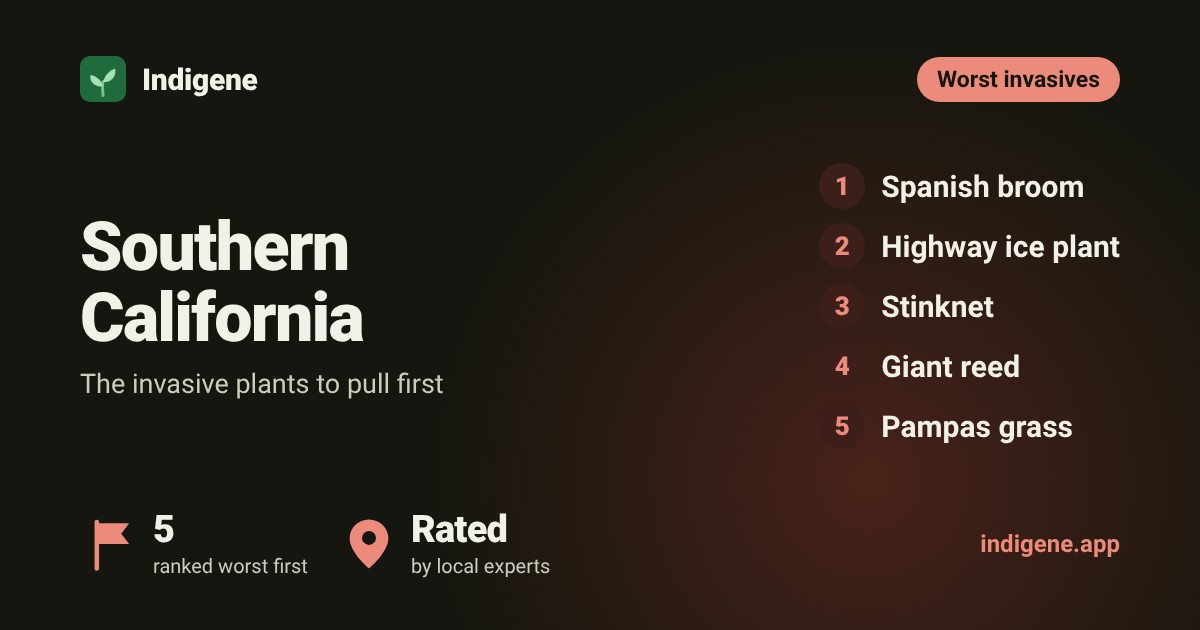 Indigene
Worst invasives
Southern
California
The invasive plants to pull first
1 Spanish broom
2 Highway ice plant
3 Stinknet
4 Giant reed
5 Pampas grass
5
ranked worst first
Rated
by local experts
indigene.app